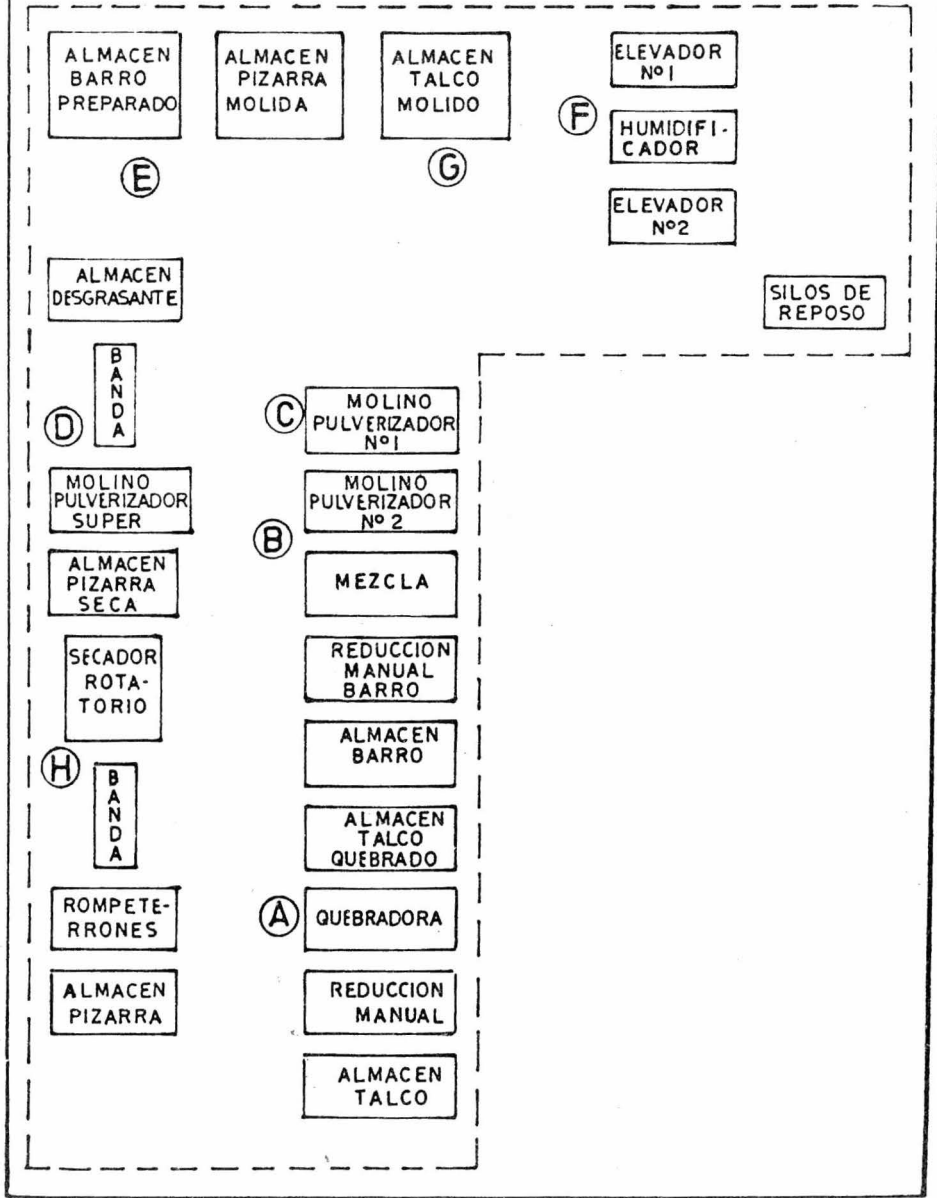 ALMACEN
BARRO
PREPARADO
ALMACEN
PIZARRA
MOLIDA
ALMACEN
TALCO
MOLIDO
ELEVADOR
Nº1
F
HUMIDIFI-
CADOR
E
G
ELEVADOR
Nº2
ALMACEN
DESGRASANTE
SILOS DE
REPOSO
BANDA
D
C
MOLINO
PULVERIZADOR
Nº1
MOLINO
PULVERIZADOR
SUPER
MOLINO
PULVERIZADOR
Nº 2
B
ALMACEN
PIZARRA
SECA
MEZCLA
SECADOR
ROTA-
TORIO
REDUCCION
MANUAL
BARRO
H
BANDA
ALMACEN
BARRO
ALMACEN
TALCO
QUEBRADO
ROMPETE-
RRONES
A
QUEBRADORA
ALMACEN
PIZARRA
REDUCCION
MANUAL
ALMACEN
TALCO